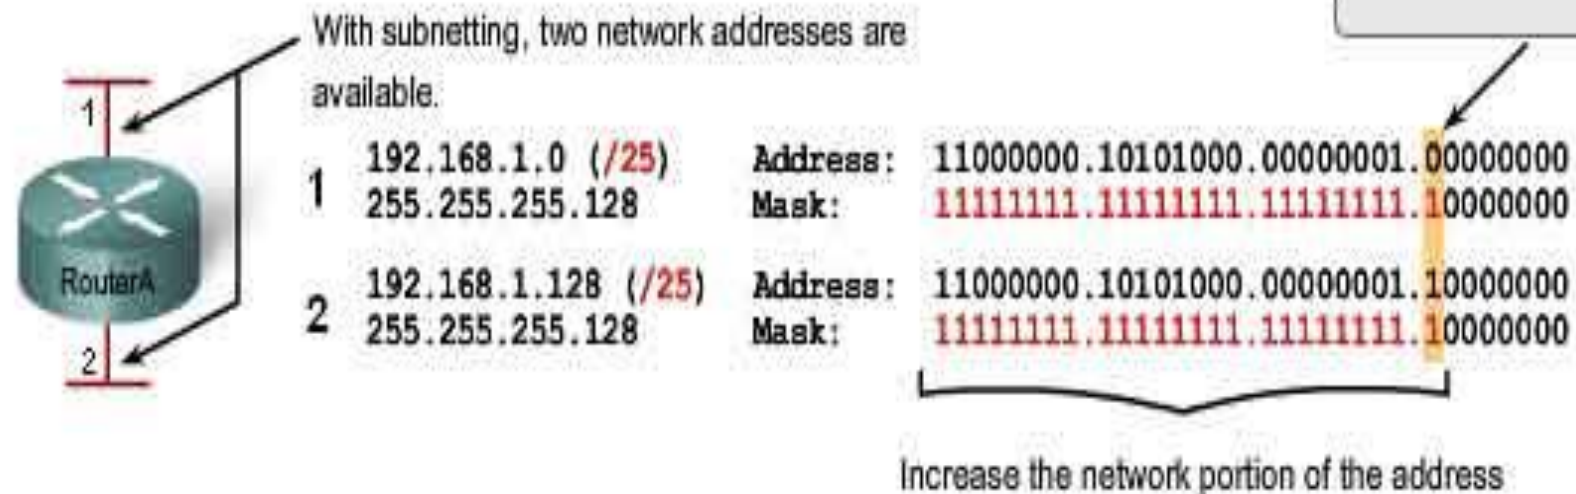 With subnetting, two network addresses are
available.
1
RouterA
2
1
192.168.1.0 (/25)
255.255.255.128
Address: 11000000.10101000.00000001.00000000
Mask: 11111111.11111111.11111111.10000000
2
192.168.1.128 (/25)
255.255.255.128
Address: 11000000.10101000.00000001.10000000
Mask: 11111111.11111111.11111111.10000000
Increase the network portion of the address